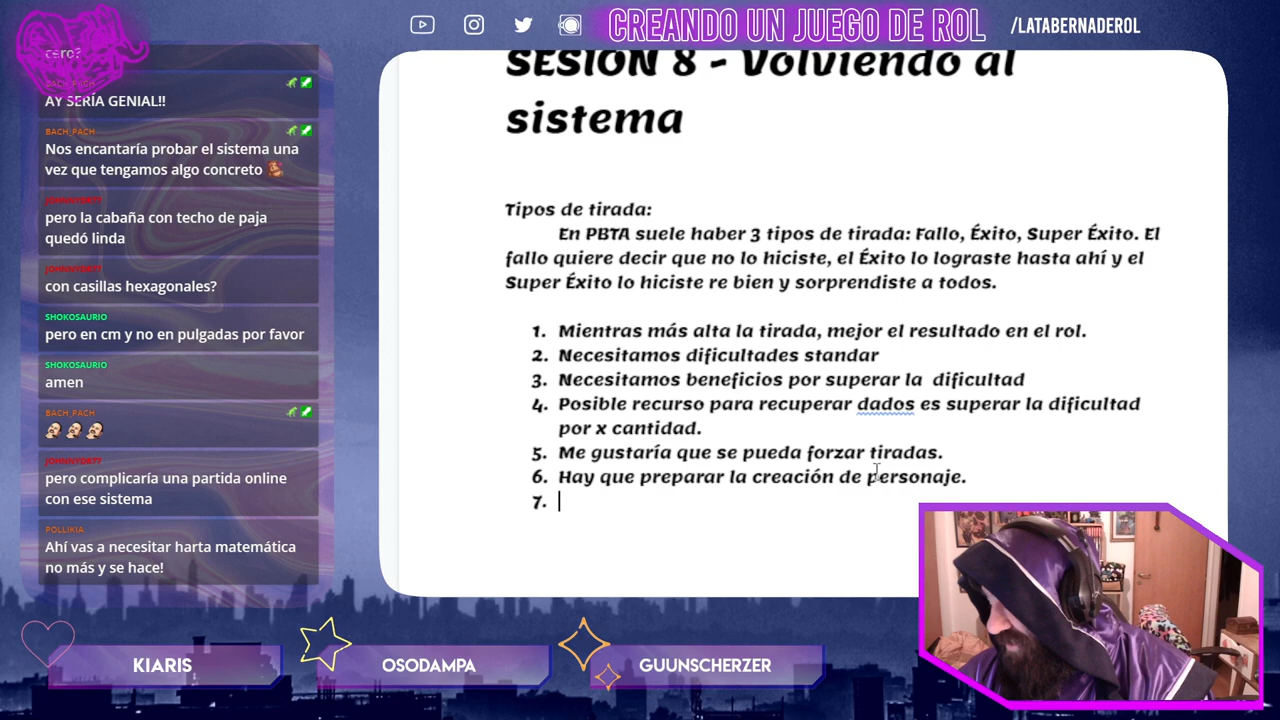 CREANDO UN JUEGO DE ROL
/LATABERNADEROL
cero?
BACH_PACH
AY SERÍA GENIAL!!
BACH_PACH
Nos encantaría probar el sistema una
vez que tengamos algo concreto
JOHNNYDB77
pero la cabaña con techo de paja
quedó linda
JOHNNYDB77
con casillas hexagonales?
SHOKOSAURIO
pero en cm y no en pulgadas por favor
SHOKOSAURIO
amen
BACH_PACH
JOHNNYDB77
pero complicaría una partida online
con ese sistema
POLLIKIA
Ahí vas a necesitar harta matemática
no más y se hace!
SESIÓN 8 - Volviendo al
sistema
Tipos de tirada:
En PBTA suele haber 3 tipos de tirada: Fallo, Éxito, Super Éxito. El
fallo quiere decir que no lo hiciste, el Éxito lo lograste hasta ahí y el
Super Éxito lo hiciste re bien y sorprendiste a todos.
1. Mientras más alta la tirada, mejor el resultado en el rol.
2. Necesitamos dificultades standar
3. Necesitamos beneficios por superar la dificultad
4. Posible recurso para recuperar dados es superar la dificultad
por x cantidad.
5. Me gustaría que se pueda forzar tiradas.
6. Hay que preparar la creación de personaje.
7.
KIARIS
OSODAMPA
GUUNSCHERZER